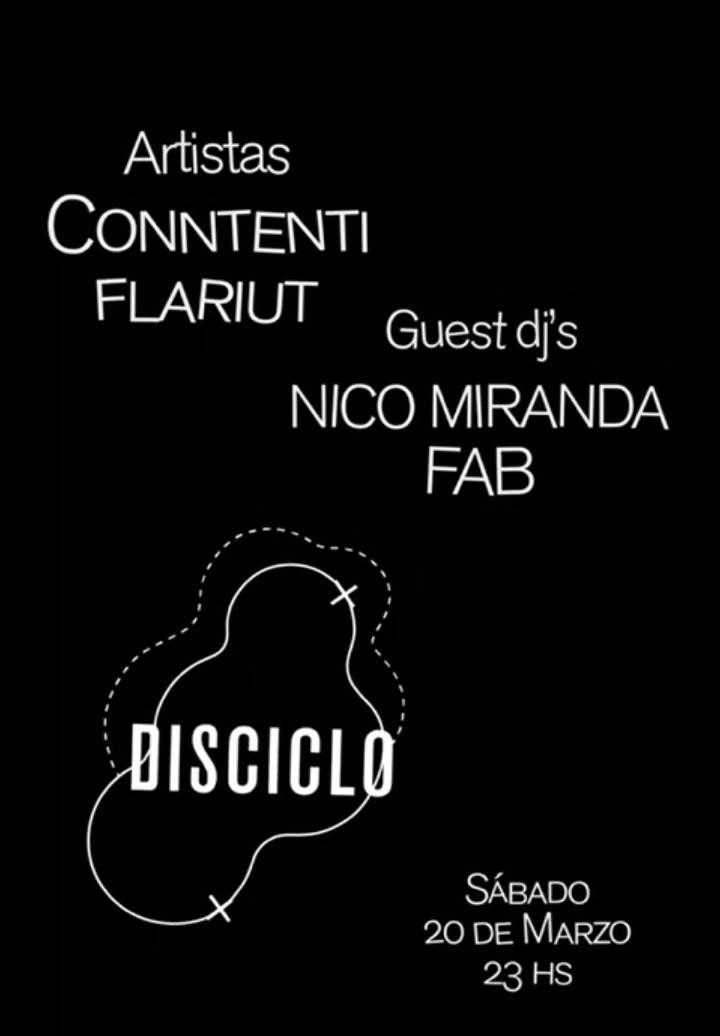 Artistas
CONNTENTI
FLARIUT
Guest dj's
NICO MIRANDA
FAB
DISCICLO
SÁBADO
20 DE MARZO
23 HS